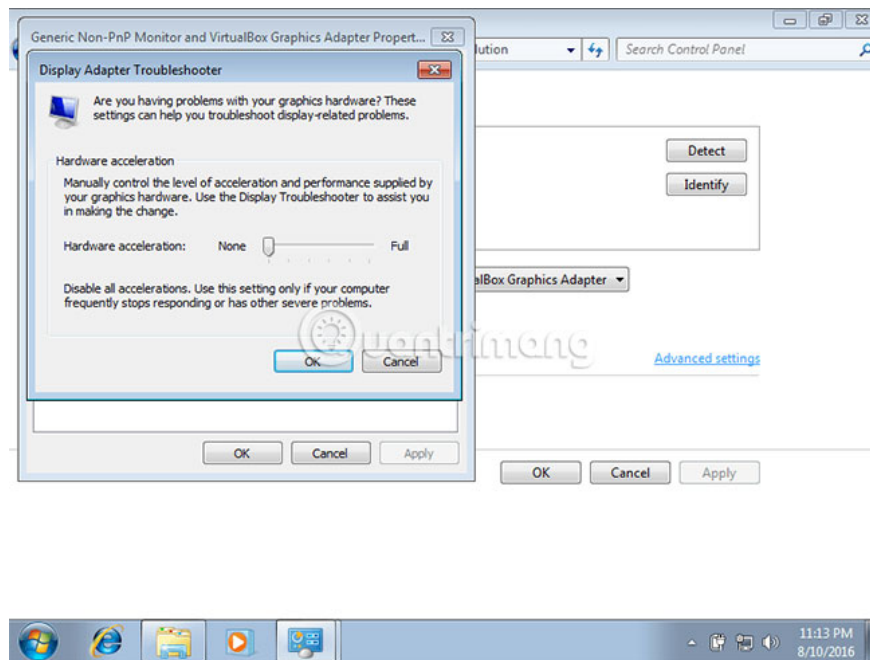 Generic Non-PnP Monitor and VirtualBox Graphics Adapter Propert...
lution
Search Control Panel
Display Adapter Troubleshooter
Are you having problems with your graphics hardware? These
settings can help you troubleshoot display-related problems.
Hardware acceleration
Manually control the level of acceleration and performance supplied by
your graphics hardware. Use the Display Troubleshooter to assist you
in making the change.
Hardware acceleration: None Full
Disable all accelerations. Use this setting only if your computer
frequently stops responding or has other severe problems.
OK Cancel
Detect
Identify
alBox Graphics Adapter
Quantrimang
Advanced settings
OK Cancel Apply
OK Cancel Apply
11:13 PM
8/10/2016